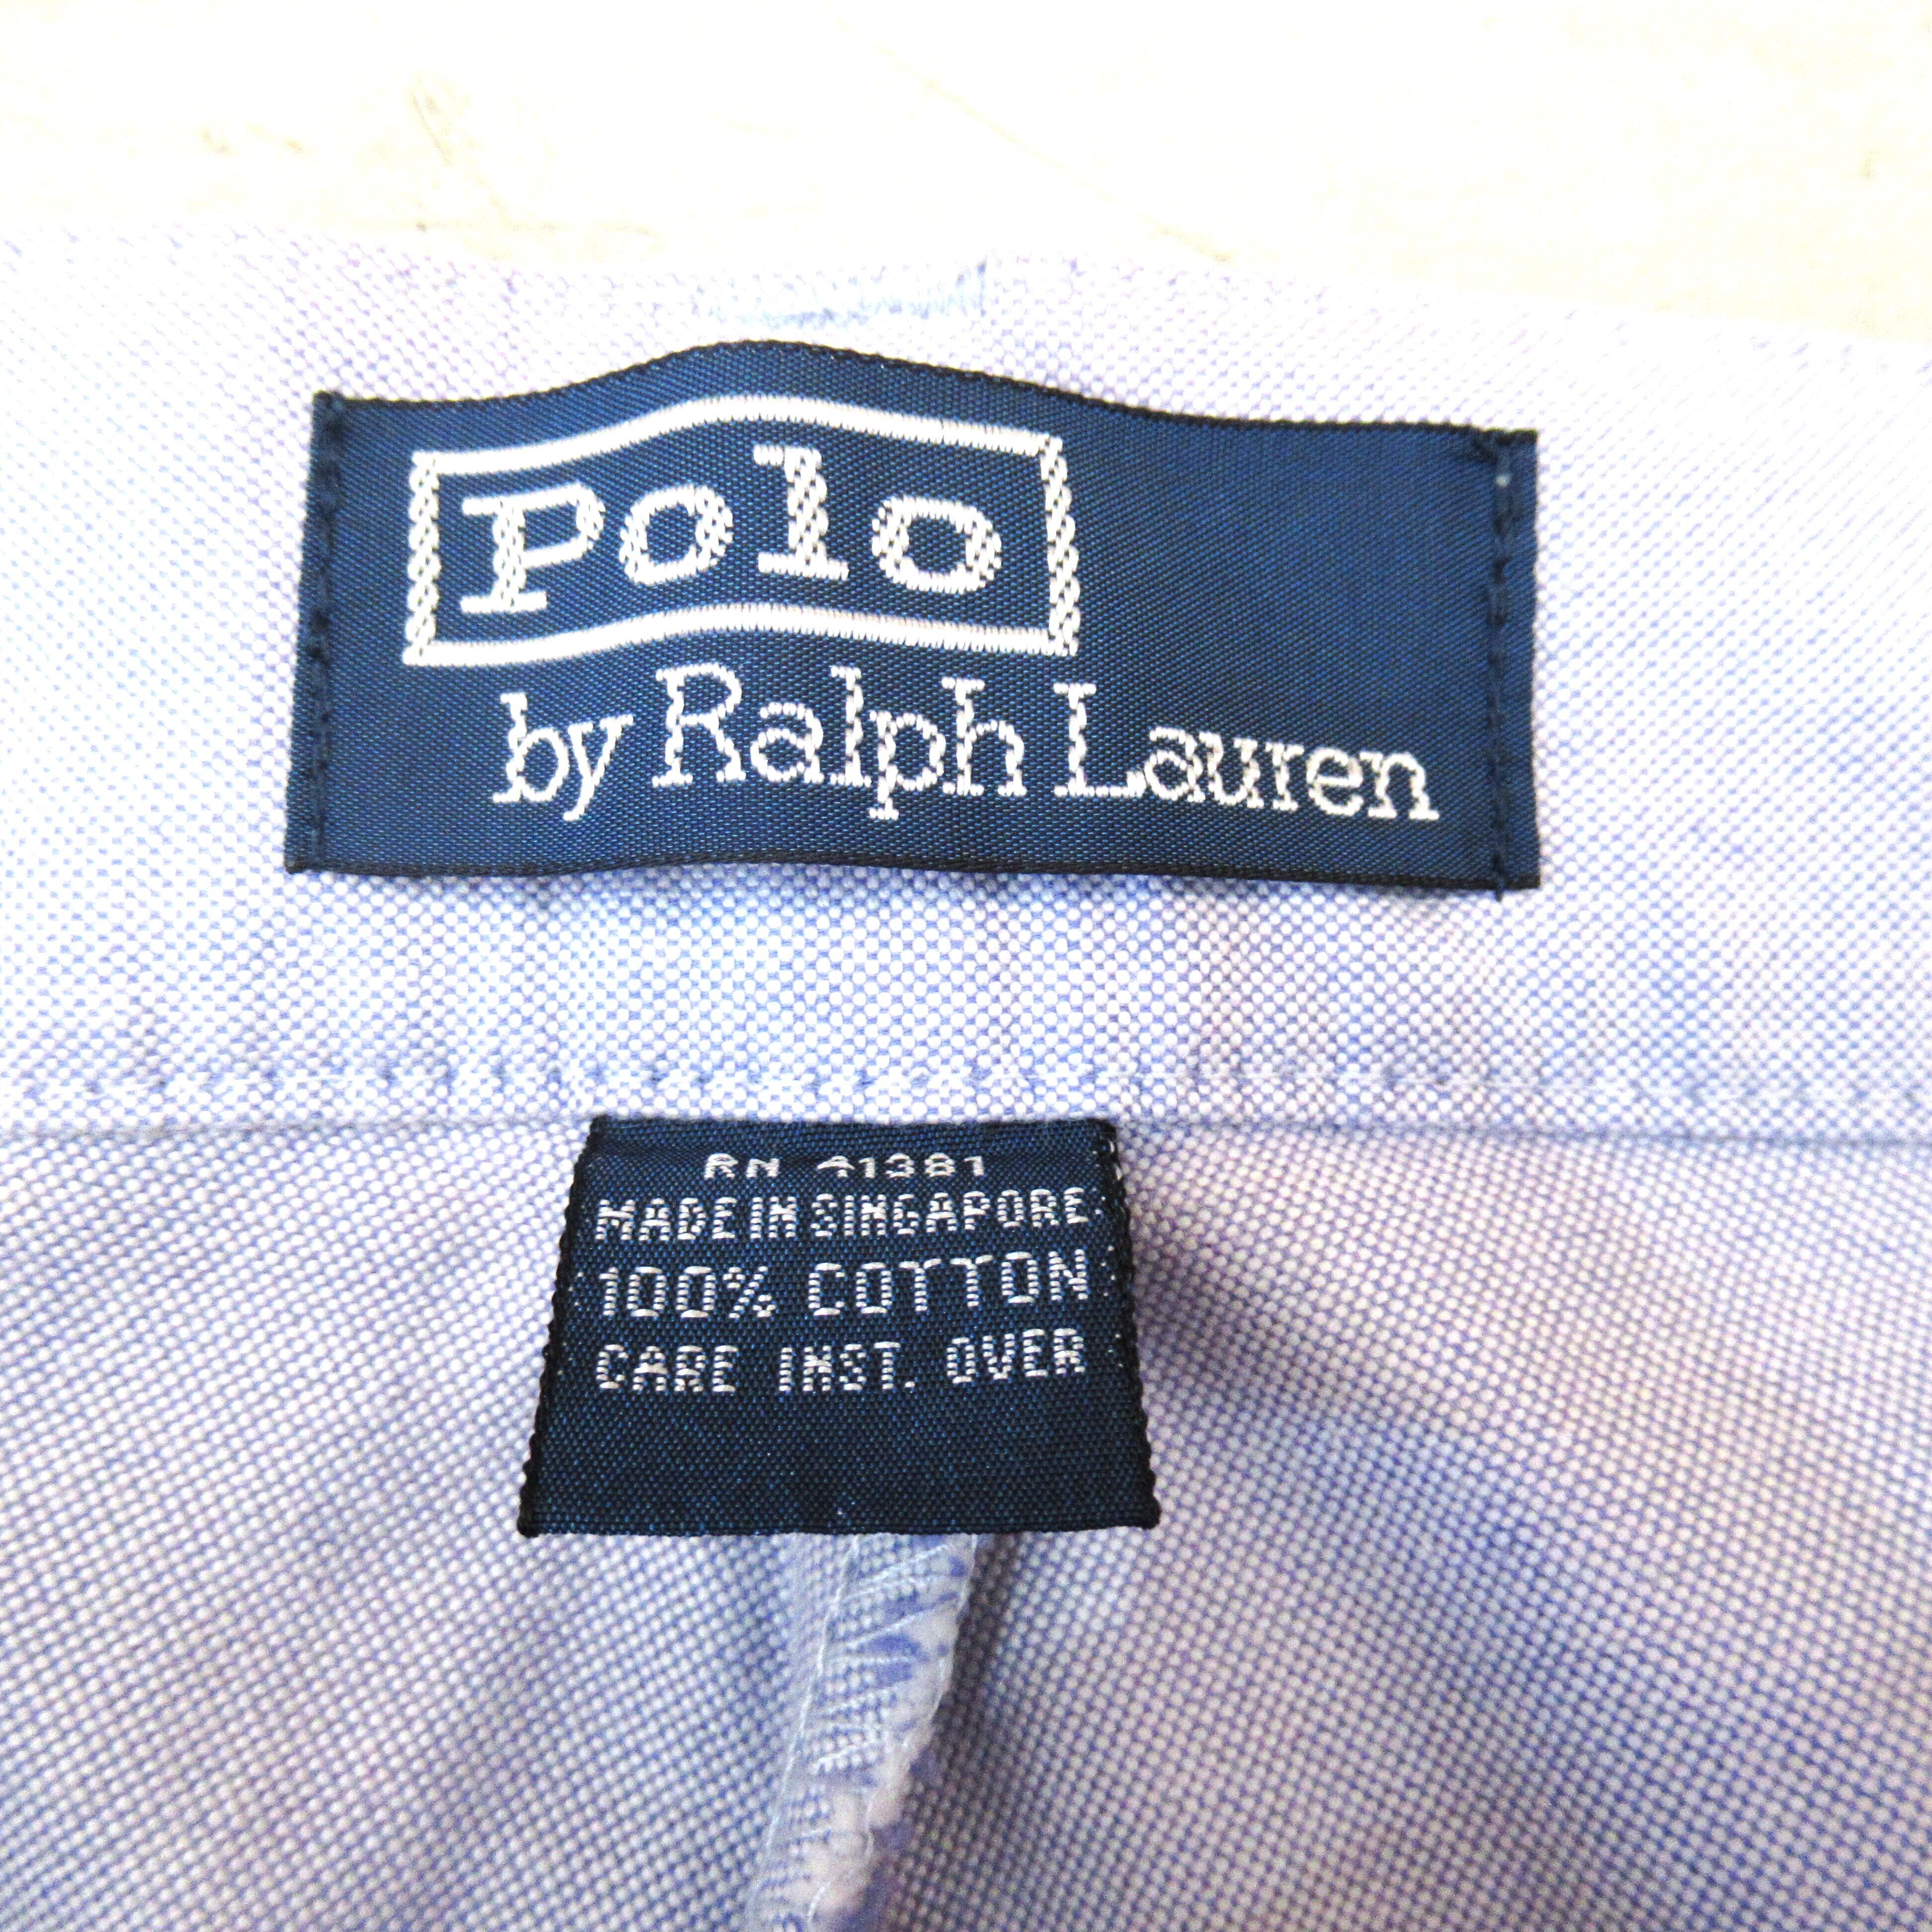 Polo
by Ralph Lauren
RN 41381
MADE IN SINGAPORE
100% COTTON
CARE INST. OVER